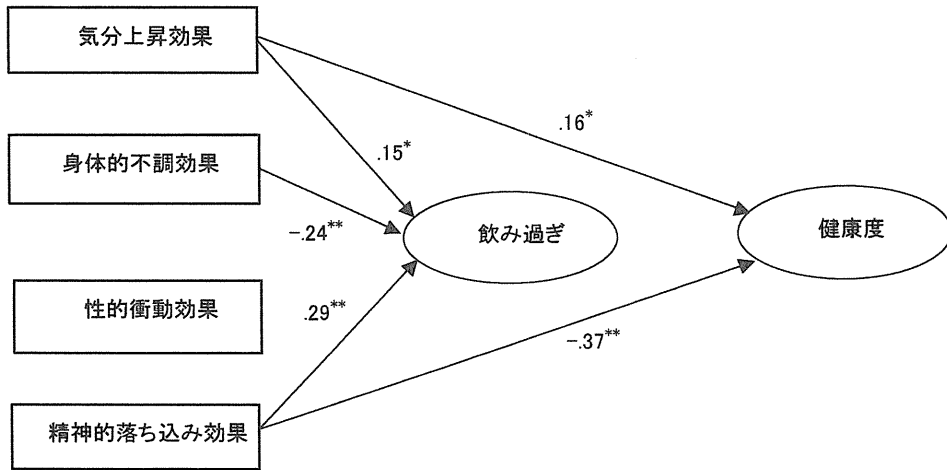 気分上昇効果
.16*
.15*
身体的不調効果
-.24**
飲み過ぎ
健康度
性的衝動効果
.29**
-.37**
精神的落ち込み効果